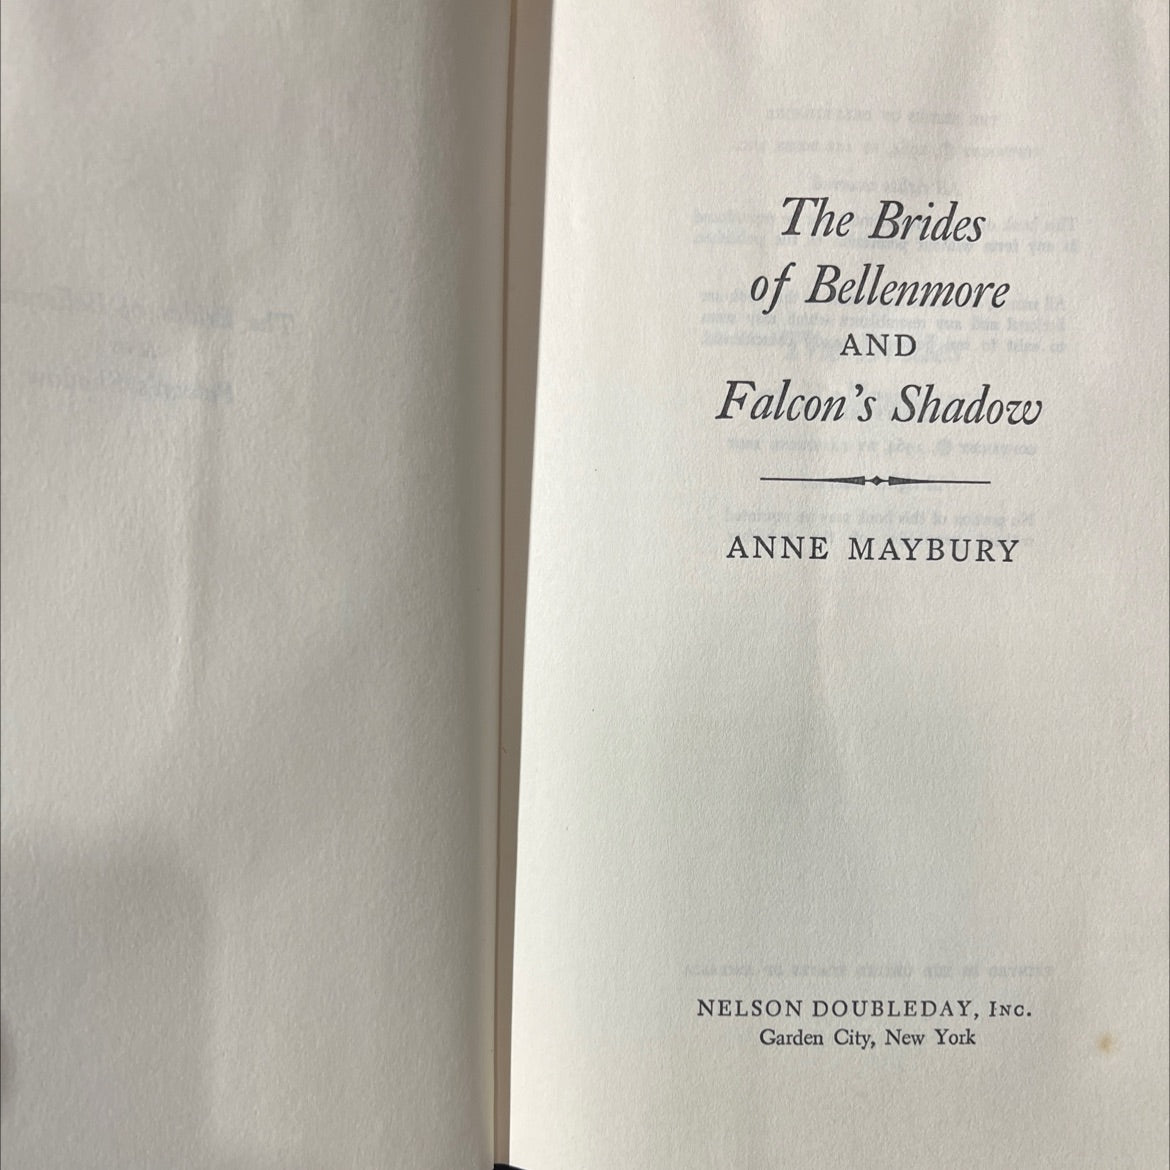 The Brides
of Bellenmore
AND
Falcon's Shadow
ANNE MAYBURY
NELSON DOUBLEDAY, INC.
Garden City, New York